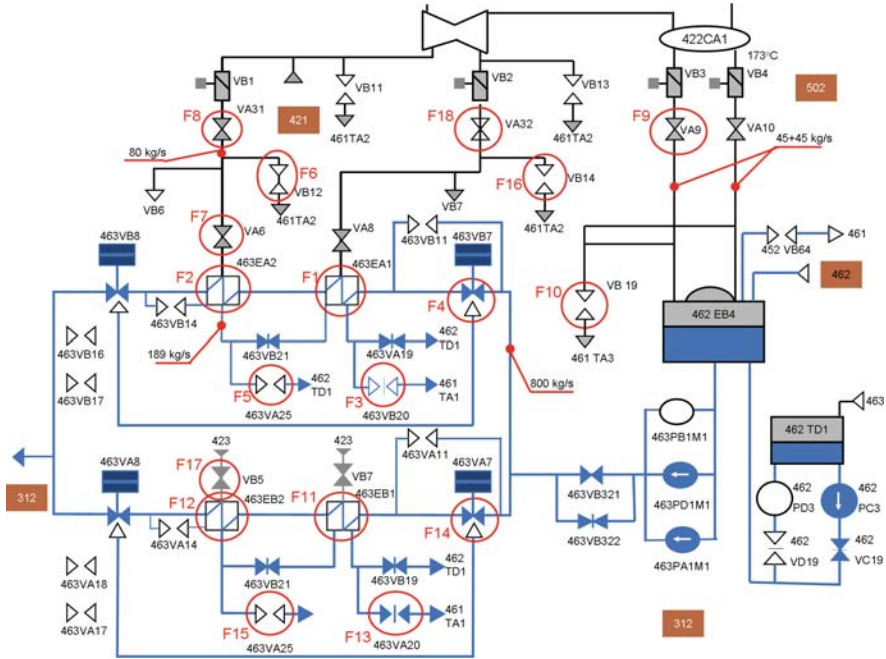 422CA1
173°C
VB1
VB11
VB2
VB13
VB3
VB4
502
F8
VA31
421
461TA2
F18
VA32
461TA2
F9
VA9
VA10
80 kg/s
45+45 kg/s
F6
VB12
461TA2
VB6
F16
VB14
VB7
461TA2
F7
VA6
VA8
463VB8
463EA2
463EA1
463VB11
463VB7
452 VB64
461
F2
F1
F4
F10
VB 19
462
463VB14
462 EB4
463VB16
189 kg/s
463VB21
463VA19
462
TD1
461 TA3
463VB17
F5
463VA25
462
TD1
F3
463VB20
461
TA1
800 kg/s
463
463PB1M1
462 TD1
423
423
463VA11
F17
VB5
VB7
463VA8
463VA7
312
F12
463EB2
F11
463EB1
F14
463VB321
463PD1M1
462
PD3
462
PC3
463VA14
463VB322
462
VD19
462
VC19
463VA18
463VB21
463VB19
462
TD1
463PA1M1
463VA17
F15
463VA25
F13
463VA20
461
TA1
312